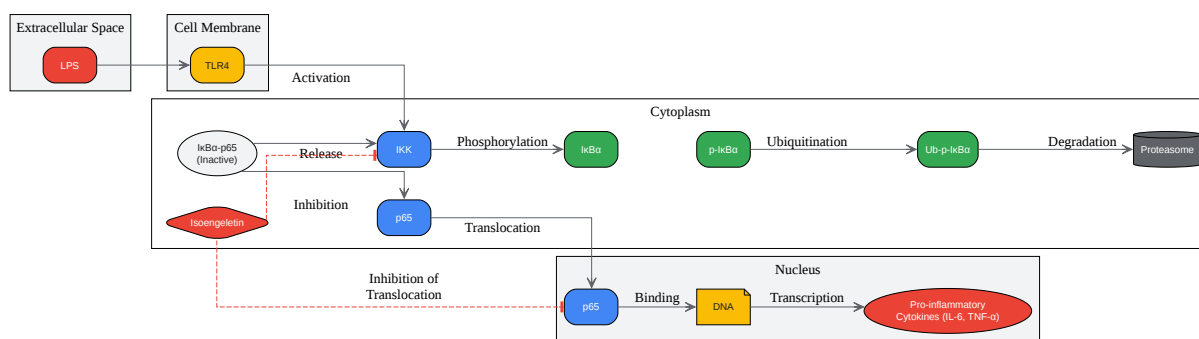 Extracellular Space
Cell Membrane
LPS
TLR4
Activation
Cytoplasm
IκBα-p65
(Inactive)
Release
IKK
Phosphorylation
IκBα
p-IκBα
Ubiquitination
Ub-p-IκBα
Degradation
Proteasome
Isoengeletin
Inhibition
p65
Translocation
Inhibition of
Translocation
Nucleus
p65
Binding
DNA
Transcription
Pro-inflammatory
Cytokines (IL-6, TNF-α)